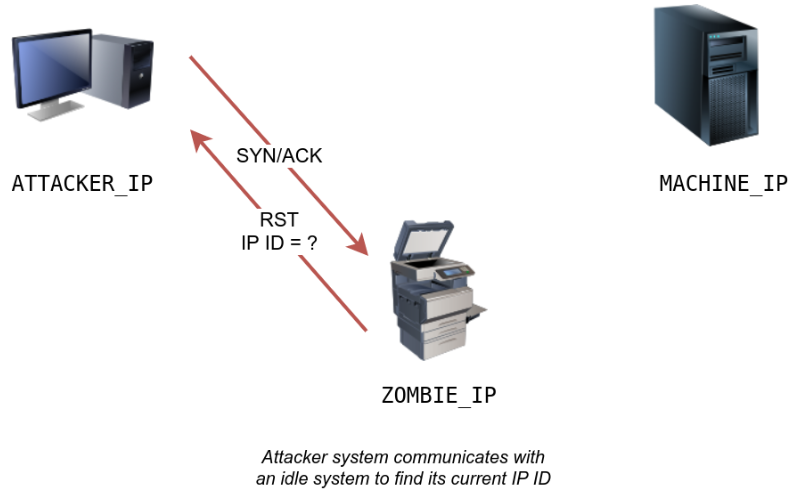 SYN/ACK
ATTACKER_IP
MACHINE_IP
RST
IP ID = ?
ZOMBIE_IP
Attacker system communicates with
an idle system to find its current IP ID